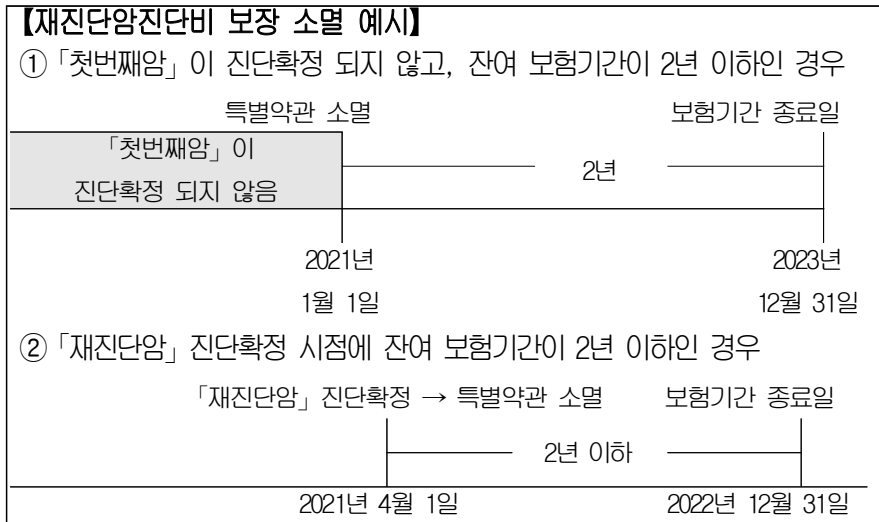 【재진단암진단비 보장 소멸 예시】
①「첫번째암」이 진단확정 되지 않고, 잔여 보험기간이 2년 이하인 경우
특별약관 소멸 보험기간 종료일
「첫번째암」이
진단확정 되지 않음
2년
2021년 2023년
1월 1일 12월 31일
②「재진단암」진단확정 시점에 잔여 보험기간이 2년 이하인 경우
「재진단암」진단확정 → 특별약관 소멸 보험기간 종료일
2년 이하
2021년 4월 1일 2022년 12월 31일